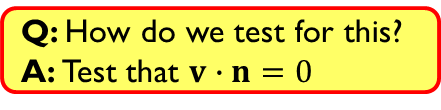 Q: How do we test for this?
A: Test that v · n = 0